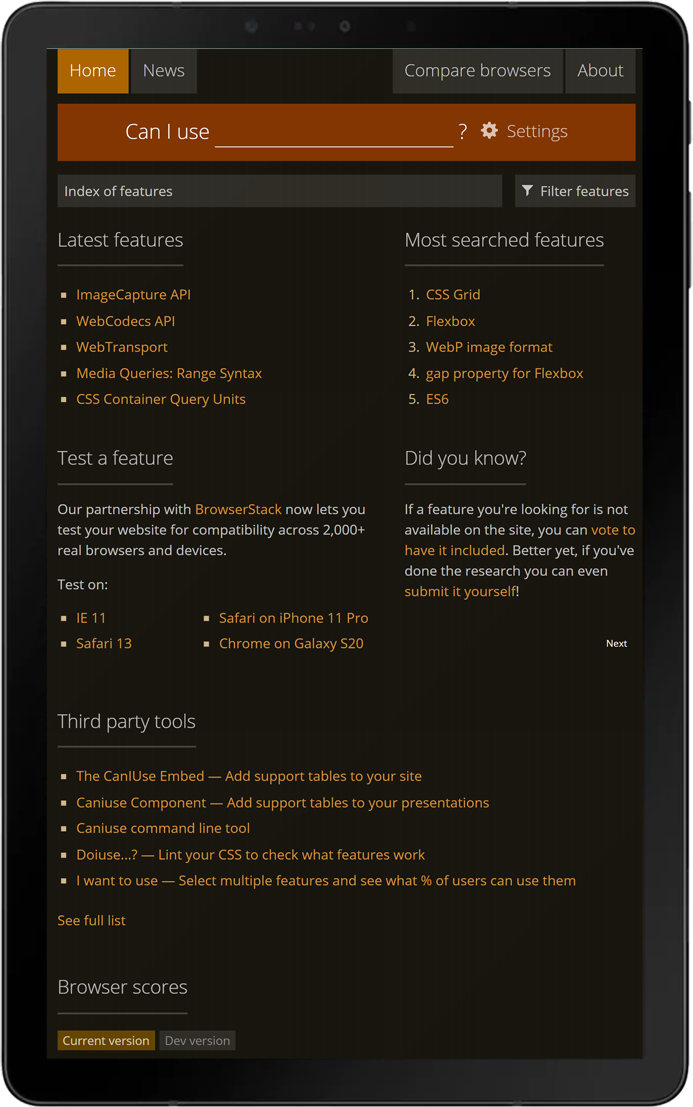 Home News Compare browsers About
Can I use ? Settings
Index of features Filter features
Latest features
ImageCapture API
WebCodecs API
WebTransport
Media Queries: Range Syntax
CSS Container Query Units
Most searched features
1. CSS Grid
2. Flexbox
3. WebP image format
4. gap property for Flexbox
5. ES6
Test a feature
Our partnership with BrowserStack now lets you
test your website for compatibility across 2,000+
real browsers and devices.
Test on:
IE 11
Safari 13
Safari on iPhone 11 Pro
Chrome on Galaxy S20
Did you know?
If a feature you're looking for is not
available on the site, you can vote to
have it included. Better yet, if you've
done the research you can even
submit it yourself!
Next
Third party tools
The CanIUse Embed — Add support tables to your site
Caniuse Component — Add support tables to your presentations
Caniuse command line tool
Doiuse...? — Lint your CSS to check what features work
I want to use — Select multiple features and see what % of users can use them
See full list
Browser scores
Current version Dev version